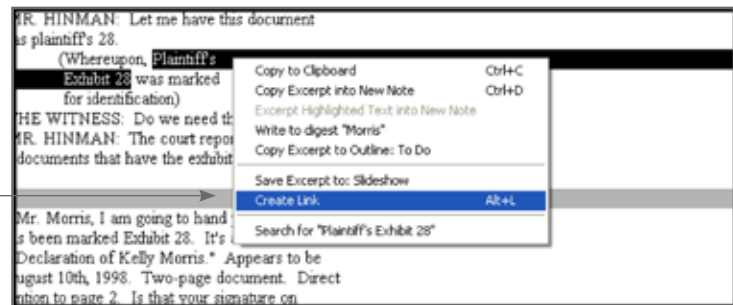 MR. HINMAN: Let me have this document
as plaintiff's 28.
(Whereupon, Plaintiff's
Exhibit 28 was marked
for identification)
THE WITNESS: Do we need th
MR. HINMAN: The court repor
documents that have the exhibit
Copy to Clipboard Ctrl+C
Copy Excerpt into New Note Ctrl+D
Excerpt Highlighted Text into New Note
Write to digest "Morris"
Copy Excerpt to Outline: To Do
Save Excerpt to: Slideshow
Create Link Alt+L
Search for "Plaintiff's Exhibit 28"
Mr. Morris, I am going to hand
s been marked Exhibit 28. It's
Declaration of Kelly Morris." Appears to be
ugust 10th, 1998. Two-page document. Direct
ntion to page 2. Is that your signature on